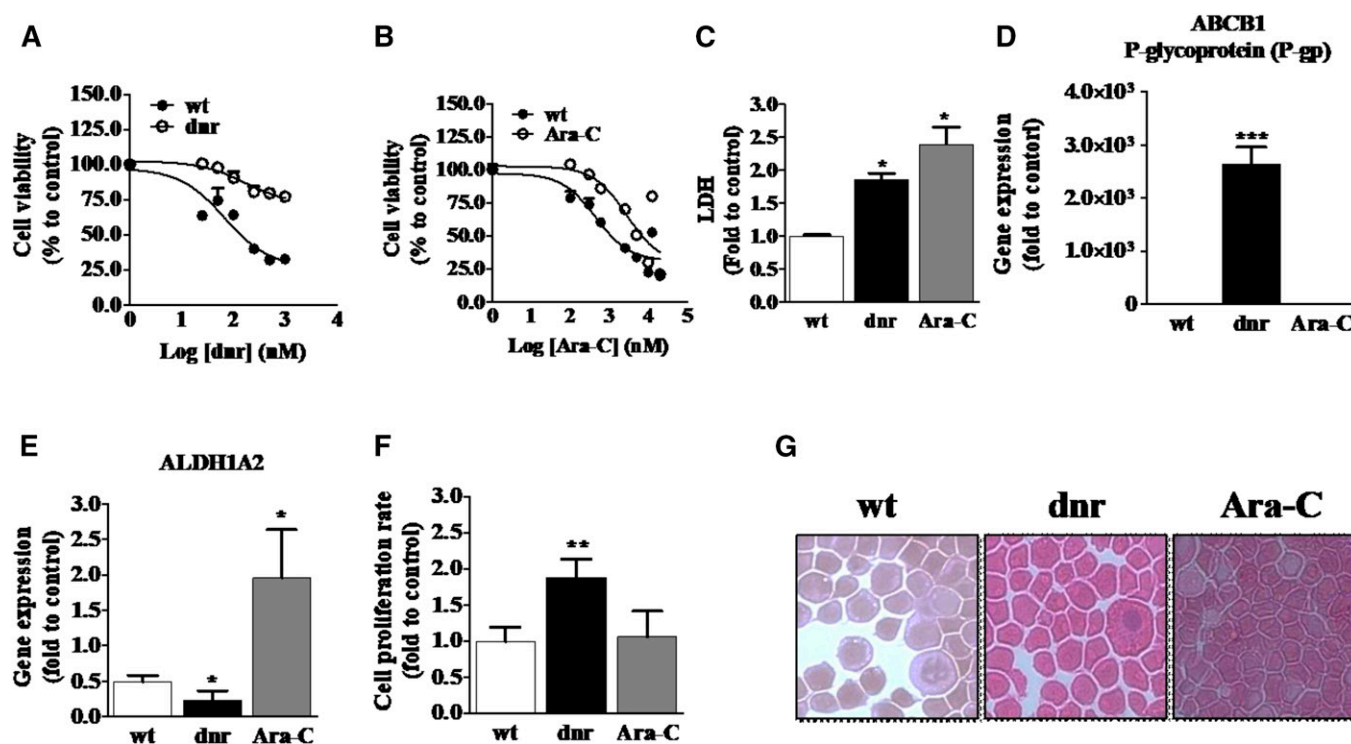 A
150.0
125.0
100.0
75.0
50.0
25.0
0.0
Cell viability
(% to control)
wt
dnr
0 1 2 3 4
Log [dnr] (nM)
B
150.0
125.0
100.0
75.0
50.0
25.0
0.0
Cell viability
(% to control)
wt
Ara-C
0 1 2 3 4 5
Log [Ara-C] (nM)
C
3.0
2.5
2.0
1.5
1.0
0.5
0.0
LDH
(Fold to control)
*
*
wt dnr Ara-C
D
ABCB1
P-glycoprotein (P-gp)
4.0×10³
3.0×10³
2.0×10³
1.0×10³
0
Gene expression
(fold to contorl)
***
wt dnr Ara-C
E
ALDH1A2
3.0
2.5
2.0
1.5
1.0
0.5
0.0
Gene expression
(fold to control)
*
*
wt dnr Ara-C
F
3.0
2.5
2.0
1.5
1.0
0.5
0.0
Cell proliferation rate
(fold to control)
**
wt dnr Ara-C
G
wt dnr Ara-C